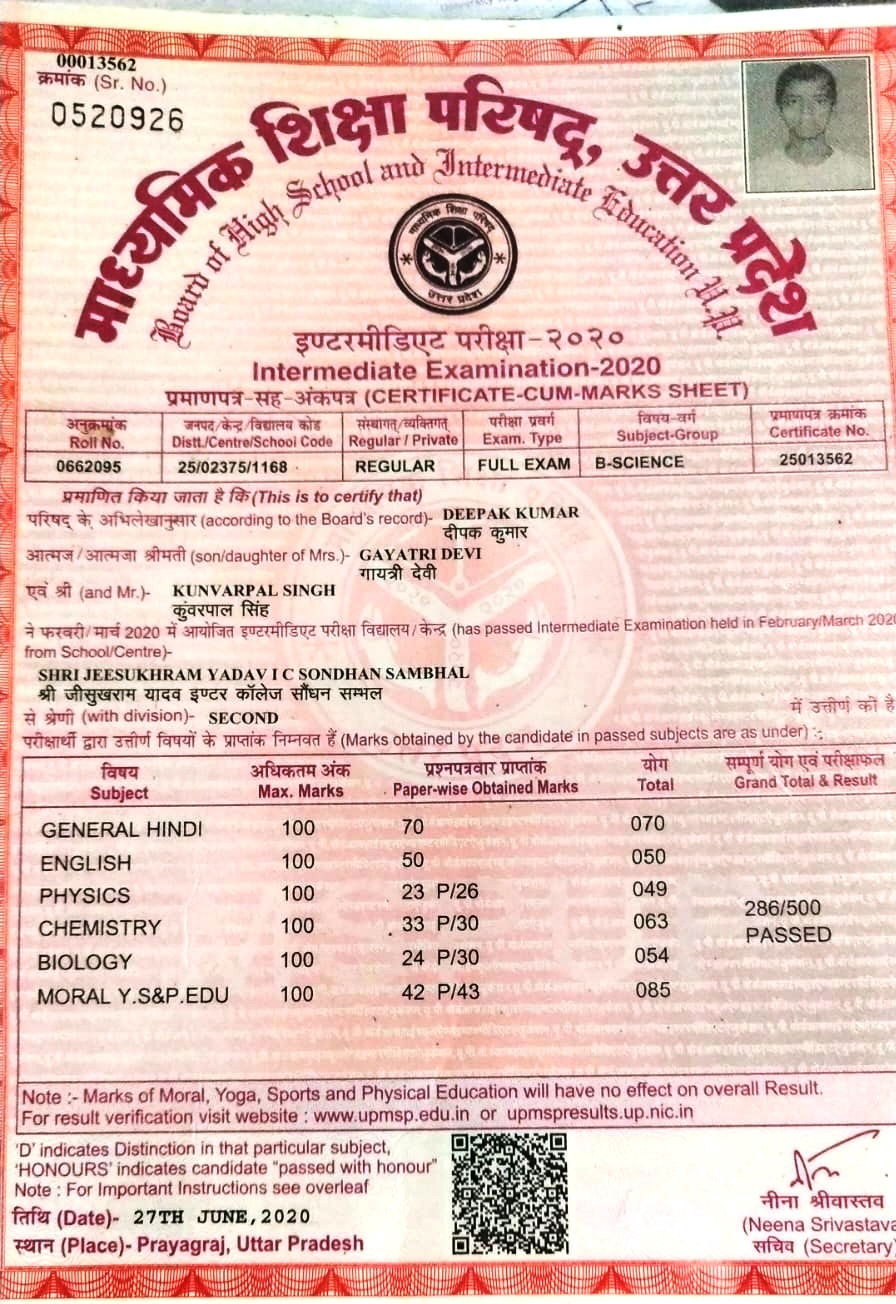 00013562
क्रमांक (Sr. No.)
0520926
माध्यमिक शिक्षा परिषद्, उत्तर प्रदेश
Board of High School and Intermediate Education U.P.
माध्यमिक शिक्षा परिषद
उत्तर प्रदेश
इण्टरमीडिएट परीक्षा-२०२०
Intermediate Examination-2020
प्रमाणपत्र-सह-अंकपत्र (CERTIFICATE-CUM-MARKS SHEET)
अनुक्रमांक जनपद/केन्द्र/विद्यालय कोड संस्थागत/व्यक्तिगत परीक्षा प्रवर्ग विषय-वर्ग प्रमाणपत्र क्रमांक
Roll No. Distt./Centre/School Code Regular / Private Exam. Type Subject-Group Certificate No.
0662095 25/02375/1168 REGULAR FULL EXAM B-SCIENCE 25013562
प्रमाणित किया जाता है कि (This is to certify that)
परिषद के अभिलेखानुसार (according to the Board's record)- DEEPAK KUMAR
दीपक कुमार
आत्मज/आत्मजा श्रीमती (son/daughter of Mrs.)- GAYATRI DEVI
गायत्री देवी
एवं श्री (and Mr.)- KUNVARPAL SINGH
कुंवरपाल सिंह
ने फरवरी/मार्च 2020 में आयोजित इण्टरमीडिएट परीक्षा विद्यालय/केन्द्र (has passed Intermediate Examination held in February/March 2020
from School/Centre)-
SHRI JEESUKHRAM YADAV I C SONDHAN SAMBHAL
श्री जीसुखराम यादव इण्टर कॉलेज सौंधन सम्भल
से श्रेणी (with division)- SECOND में उत्तीर्ण की है
परीक्षार्थी द्वारा उत्तीर्ण विषयों के प्राप्तांक निम्नवत हैं (Marks obtained by the candidate in passed subjects are as under) :-
विषय अधिकतम अंक प्रश्नपत्रवार प्राप्तांक योग सम्पूर्ण योग एवं परीक्षाफल
Subject Max. Marks Paper-wise Obtained Marks Total Grand Total & Result
GENERAL HINDI 100 70 070
ENGLISH 100 50 050
PHYSICS 100 23 P/26 049
286/500
CHEMISTRY 100 33 P/30 063
PASSED
BIOLOGY 100 24 P/30 054
MORAL Y.S&P.EDU 100 42 P/43 085
Note :- Marks of Moral, Yoga, Sports and Physical Education will have no effect on overall Result.
For result verification visit website : www.upmsp.edu.in or upmspresults.up.nic.in
'D' indicates Distinction in that particular subject,
'HONOURS' indicates candidate "passed with honour"
Note : For Important Instructions see overleaf
तिथि (Date)- 27TH JUNE,2020
स्थान (Place)- Prayagraj, Uttar Pradesh
नीना श्रीवास्तव
(Neena Srivastava
सचिव (Secretary)